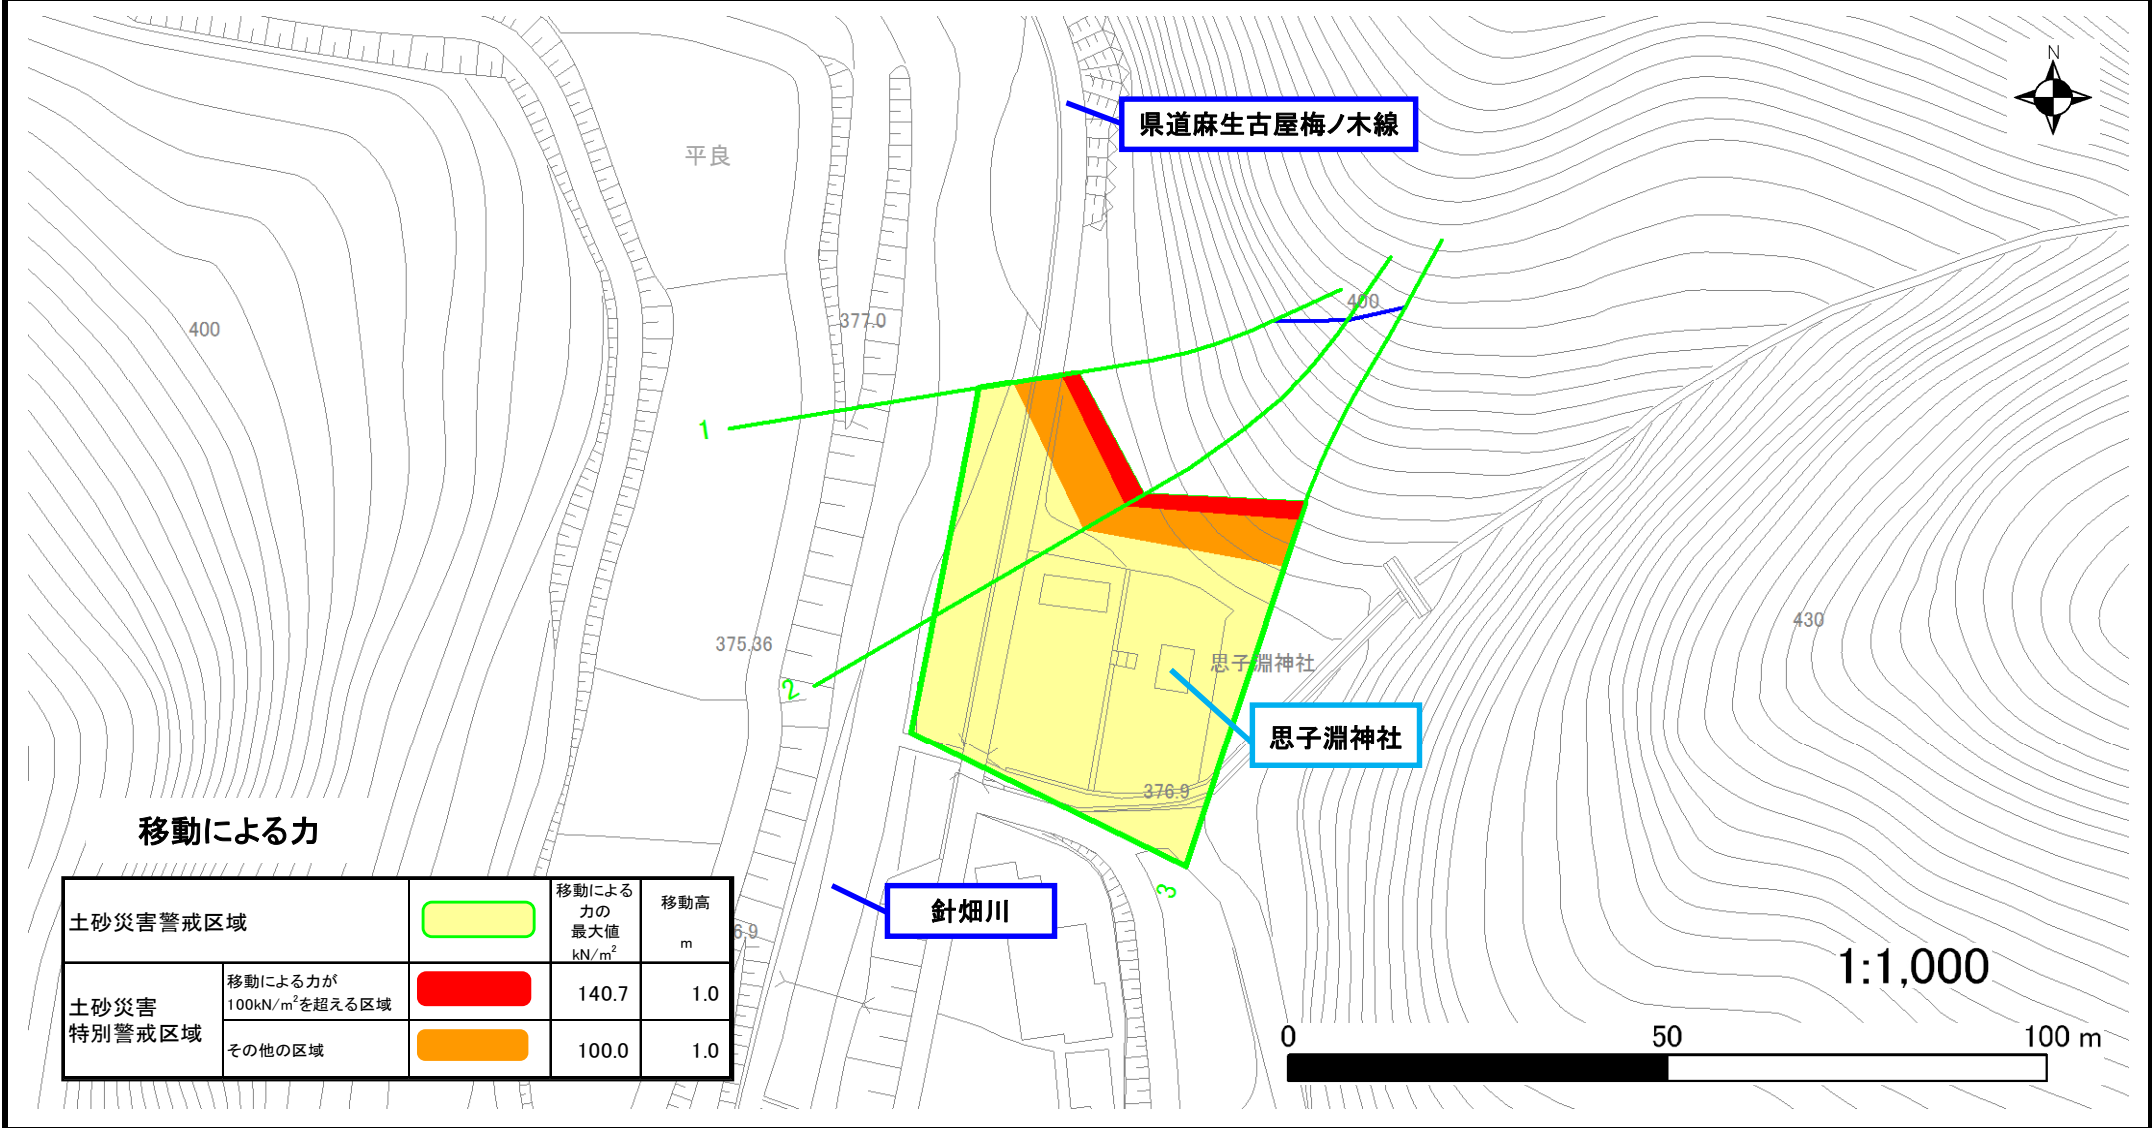 N
県道麻生古屋梅ノ木線
平良
400
377.0
400
1
375.36
2
430
思子淵神社
思子淵神社
376.9
3
針畑川
6.9
移動による力
土砂災害警戒区域
移動による
力の
最大値
kN/m²
移動高
m
土砂災害
特別警戒区域
移動による力が
100kN/m²を超える区域
140.7
1.0
その他の区域
100.0
1.0
1:1,000
0 50 100 m